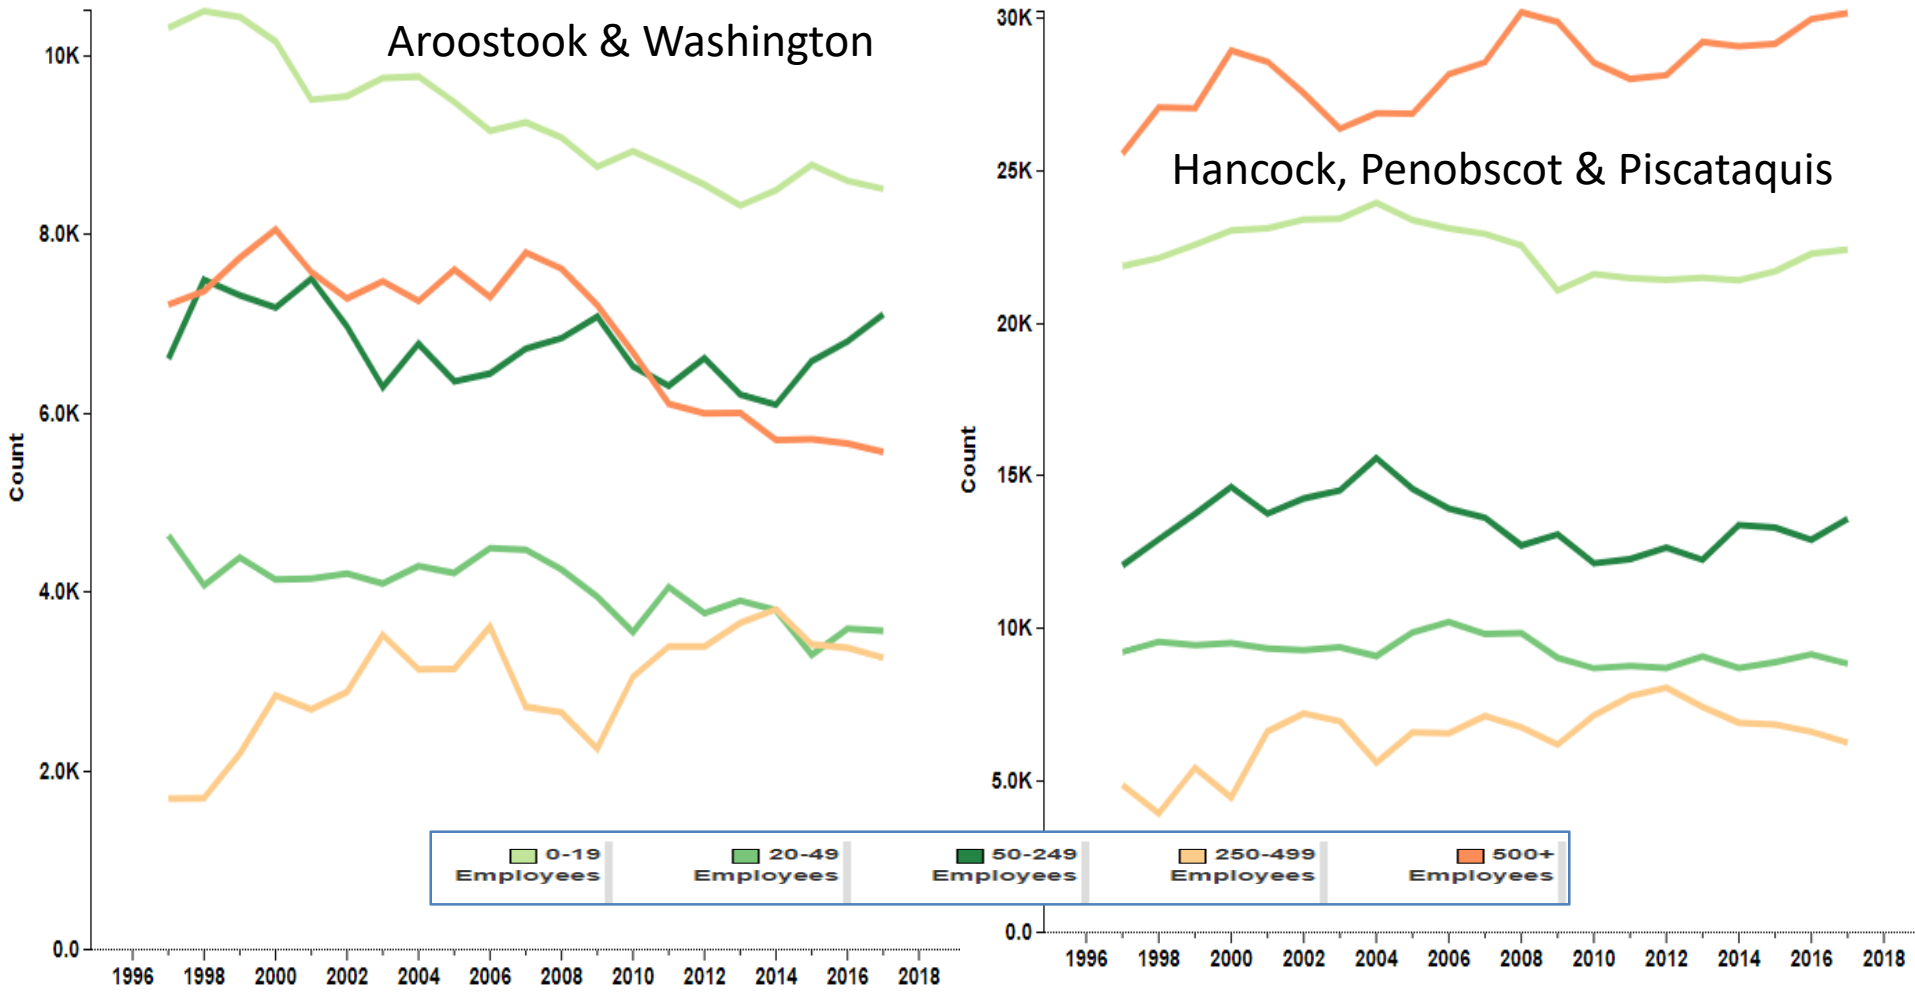 Aroostook & Washington
10K
8.0K
6.0K
4.0K
2.0K
0.0
Count
1996 1998 2000 2002 2004 2006 2008 2010 2012 2014 2016 2018
Hancock, Penobscot & Piscataquis
30K
25K
20K
15K
10K
5.0K
0.0
Count
1996 1998 2000 2002 2004 2006 2008 2010 2012 2014 2016 2018
0-19
Employees
20-49
Employees
50-249
Employees
250-499
Employees
500+
Employees